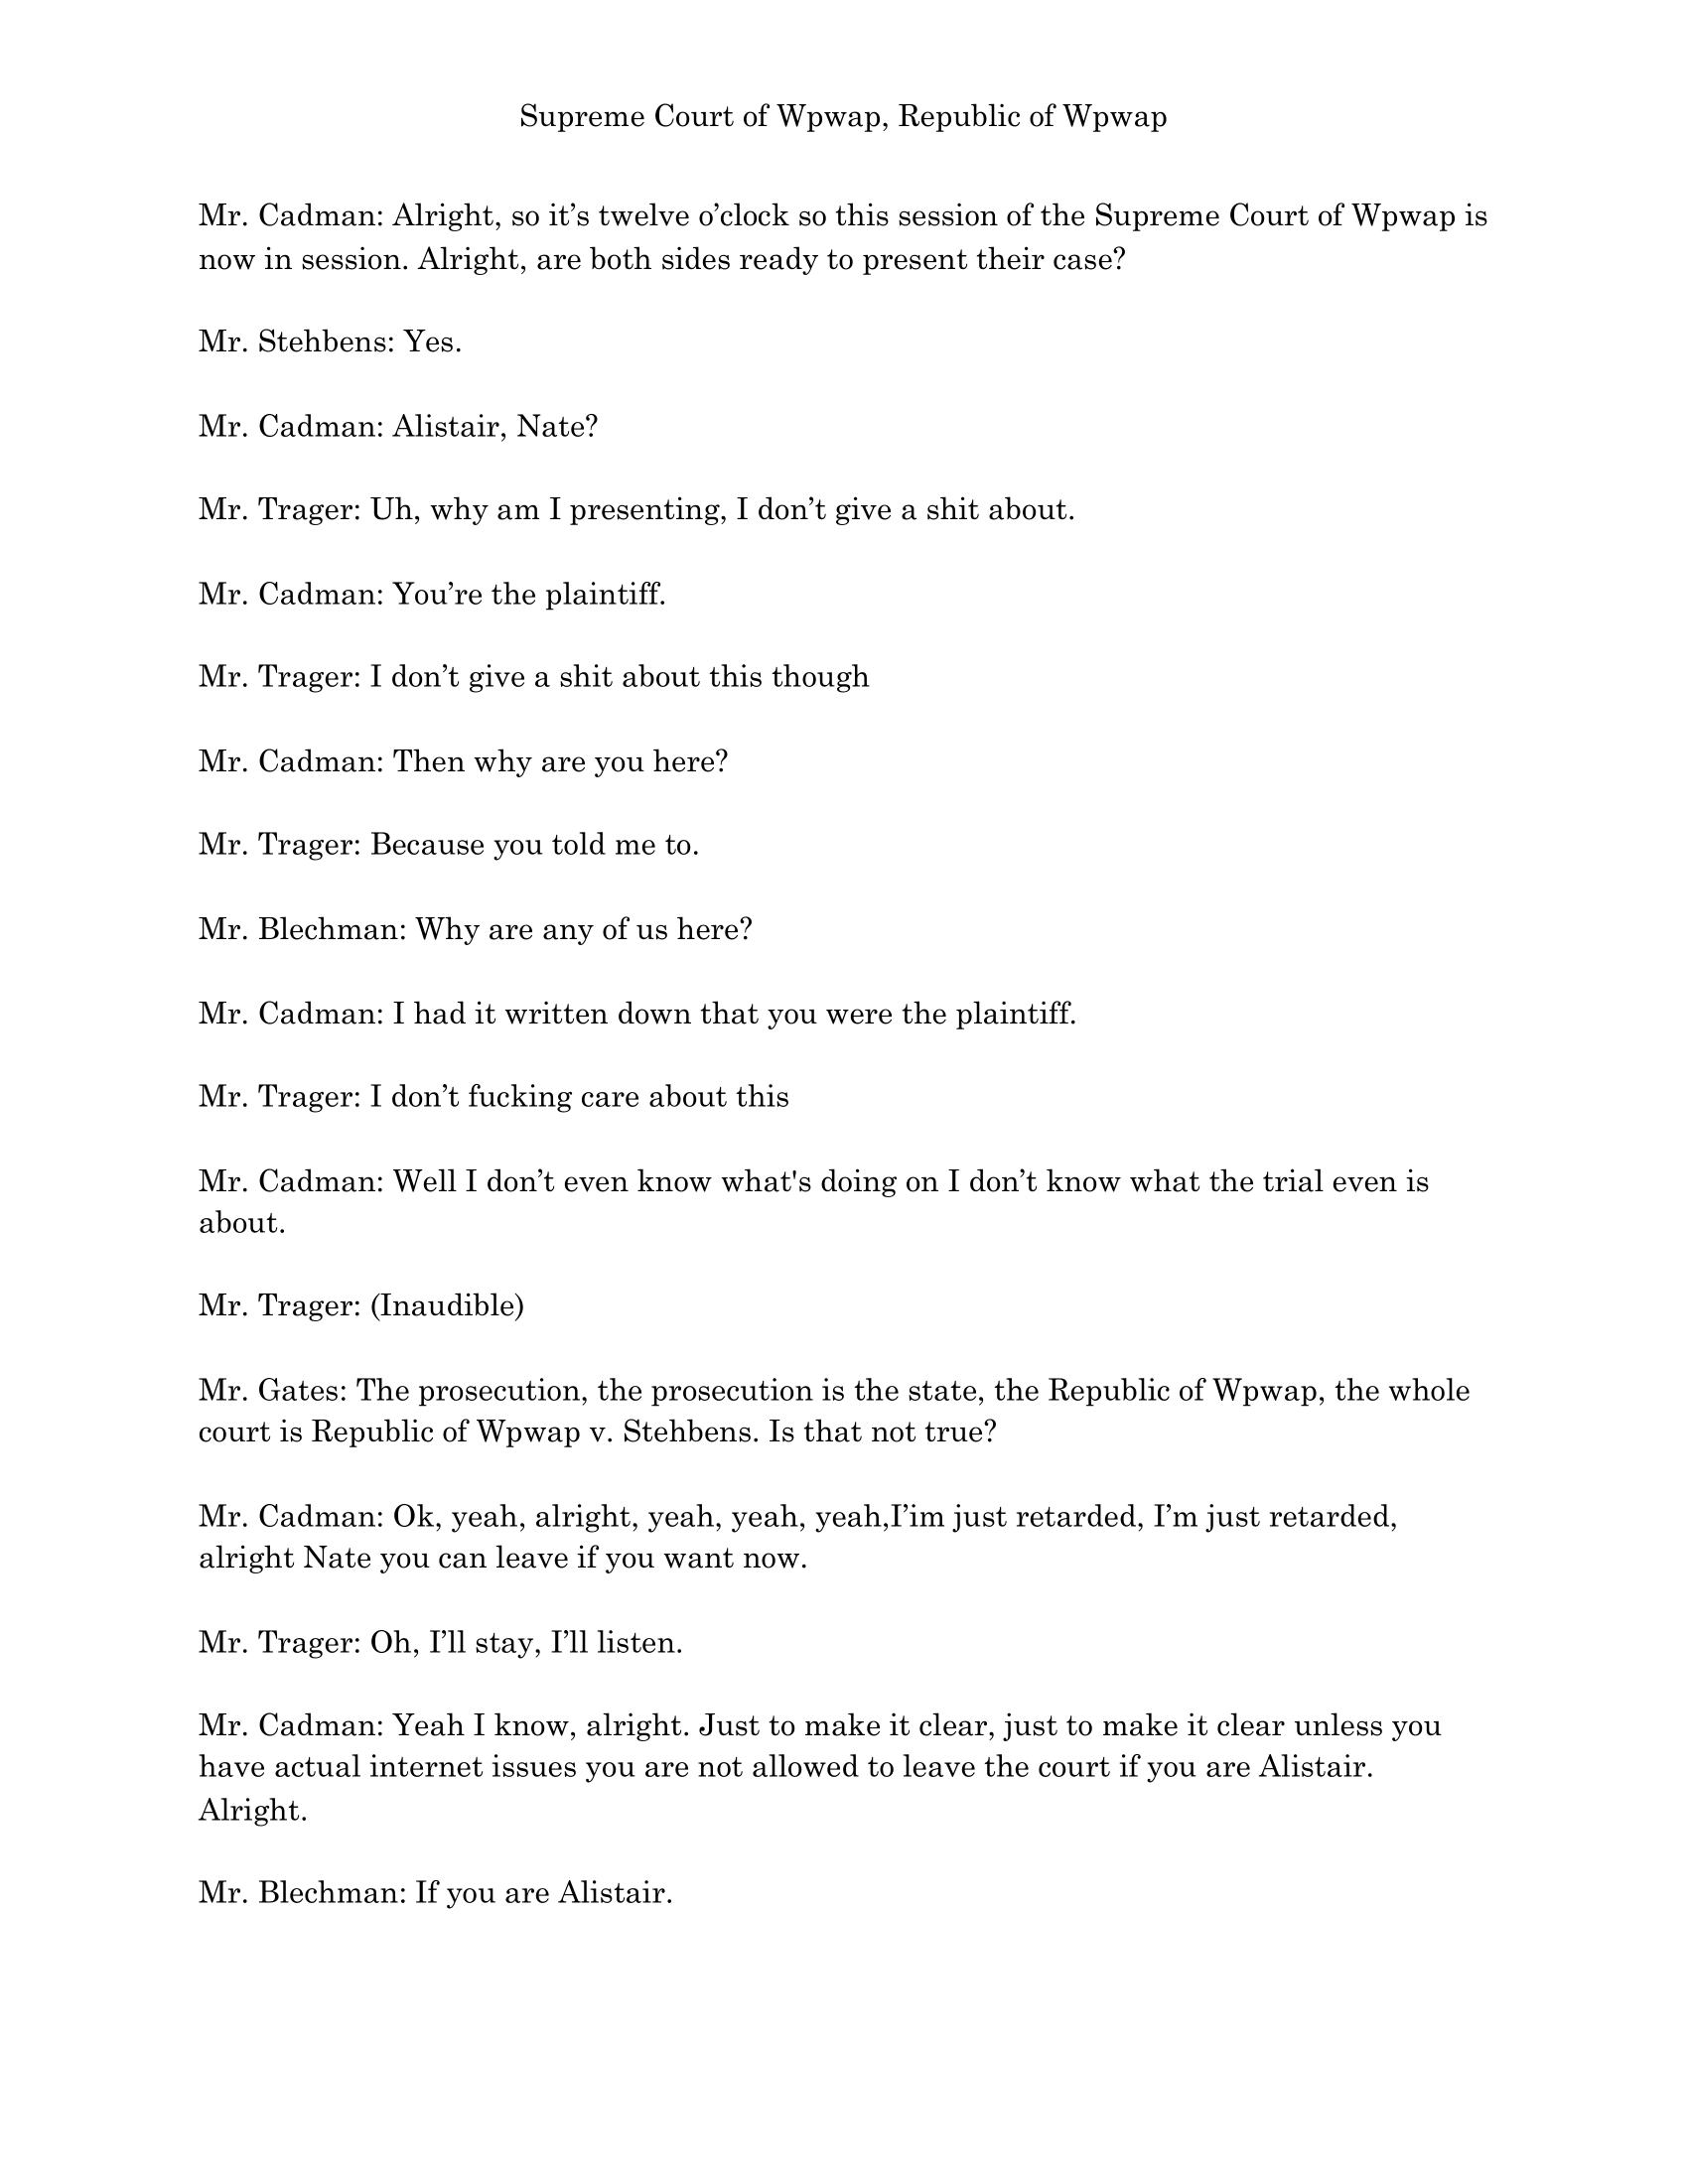 Supreme Court of Wpwap, Republic of Wpwap
Mr. Cadman: Alright, so it’s twelve o’clock so this session of the Supreme Court of Wpwap is
now in session. Alright, are both sides ready to present their case?
Mr. Stehbens: Yes.
Mr. Cadman: Alistair, Nate?
Mr. Trager: Uh, why am I presenting, I don’t give a shit about.
Mr. Cadman: You’re the plaintiff.
Mr. Trager: I don’t give a shit about this though
Mr. Cadman: Then why are you here?
Mr. Trager: Because you told me to.
Mr. Blechman: Why are any of us here?
Mr. Cadman: I had it written down that you were the plaintiff.
Mr. Trager: I don’t fucking care about this
Mr. Cadman: Well I don’t even know what's doing on I don’t know what the trial even is
about.
Mr. Trager: (Inaudible)
Mr. Gates: The prosecution, the prosecution is the state, the Republic of Wpwap, the whole
court is Republic of Wpwap v. Stehbens. Is that not true?
Mr. Cadman: Ok, yeah, alright, yeah, yeah, yeah,I’im just retarded, I’m just retarded,
alright Nate you can leave if you want now.
Mr. Trager: Oh, I’ll stay, I’ll listen.
Mr. Cadman: Yeah I know, alright. Just to make it clear, just to make it clear unless you
have actual internet issues you are not allowed to leave the court if you are Alistair.
Alright.
Mr. Blechman: If you are Alistair.